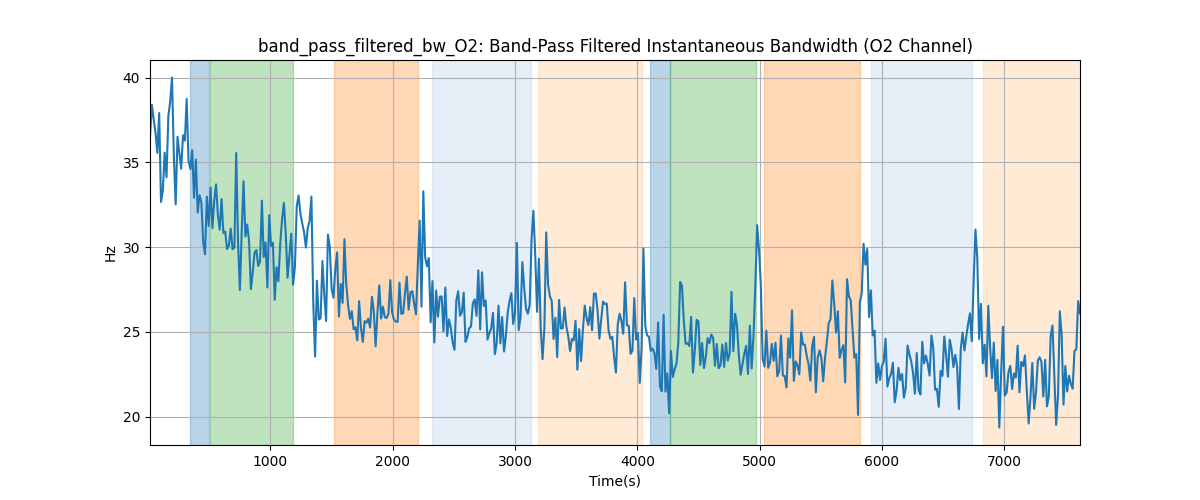 band_pass_filtered_bw_O2: Band-Pass Filtered Instantaneous Bandwidth (O2 Channel)
40
35
30
25
20
Hz
1000 2000 3000 4000 5000 6000 7000
Time(s)